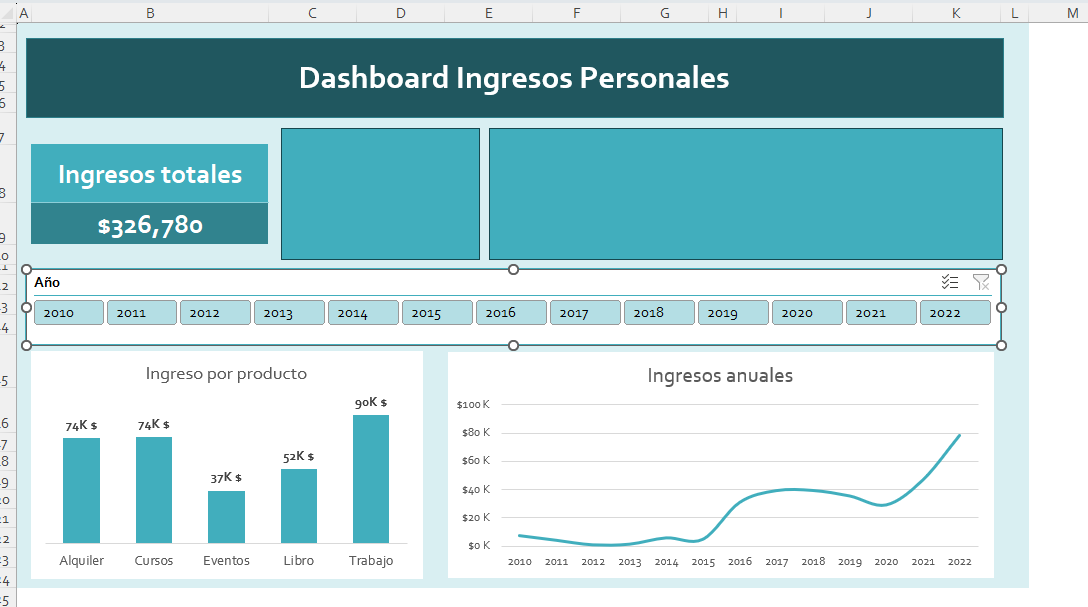 A B C D E F G H I J K L M
Dashboard Ingresos Personales
Ingresos totales
$326,780
Año
2010 2011 2012 2013 2014 2015 2016 2017 2018 2019 2020 2021 2022
Ingreso por producto
74K $ 74K $ 37K $ 52K $ 90K $
Alquiler Cursos Eventos Libro Trabajo
Ingresos anuales
$100 K
$80 K
$60 K
$40 K
$20 K
$0 K
2010 2011 2012 2013 2014 2015 2016 2017 2018 2019 2020 2021 2022